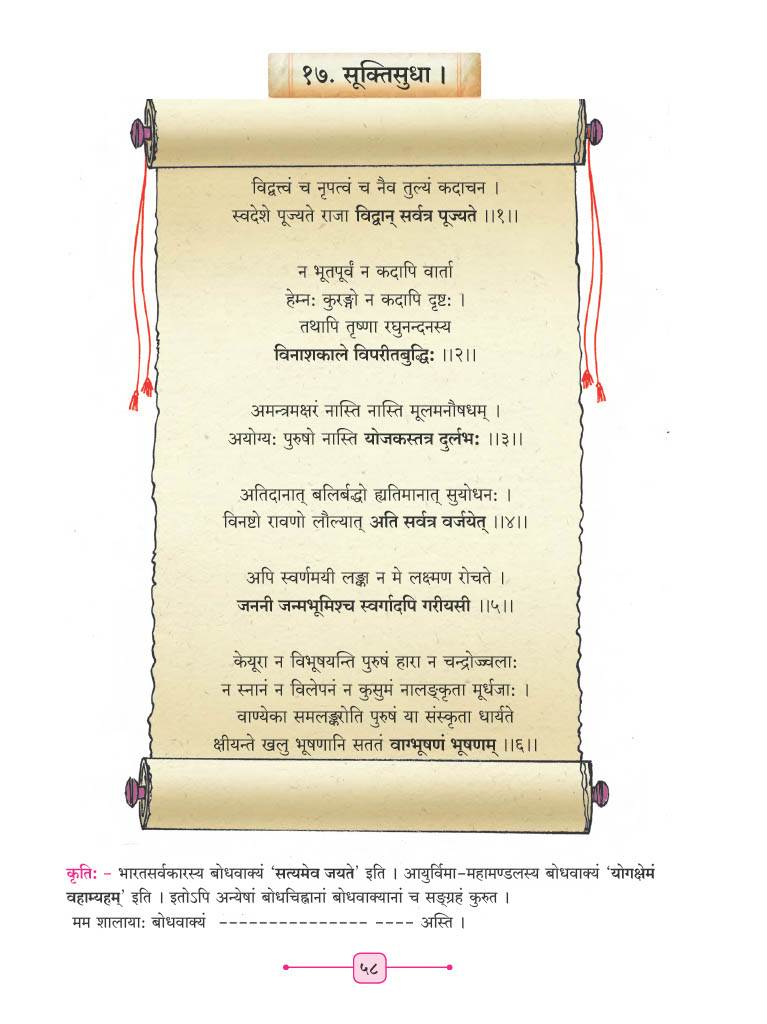 १७. सूक्तिसुधा ।
विद्वत्त्वं च नृपत्वं च नैव तुल्यं कदाचन ।
स्वदेशे पूज्यते राजा विद्वान् सर्वत्र पूज्यते ।।१।।
न भूतपूर्वं न कदापि वार्ता
हेम्नः कुरङ्गो न कदापि दृष्टः ।
तथापि तृष्णा रघुनन्दनस्य
विनाशकाले विपरीतबुद्धिः ।।२।।
अमन्त्रमक्षरं नास्ति नास्ति मूलमनौषधम् ।
अयोग्यः पुरुषो नास्ति योजकस्तत्र दुर्लभः ।।३।।
अतिदानात् बलिर्बद्धो ह्यतिमानात् सुयोधनः ।
विनष्टो रावणो लौल्यात् अति सर्वत्र वर्जयेत् ।।४।।
अपि स्वर्णमयी लङ्का न मे लक्ष्मण रोचते ।
जननी जन्मभूमिश्च स्वर्गादपि गरीयसी ।।५।।
केयूरा न विभूषयन्ति पुरुषं हारा न चन्द्रोज्ज्वलाः
न स्नानं न विलेपनं न कुसुमं नालङ्कृता मूर्धजाः ।
वाण्येका समलङ्करोति पुरुषं या संस्कृता धार्यते
क्षीयन्ते खलु भूषणानि सततं वाग्भूषणं भूषणम् ।।६।।
कृतिः - भारतसर्वकारस्य बोधवाक्यं ‘सत्यमेव जयते’ इति । आयुर्विमा-महामण्डलस्य बोधवाक्यं ‘योगक्षेमं
वहाम्यहम्’ इति । इतोऽपि अन्येषां बोधचिह्नानां बोधवाक्यानां च सङ्ग्रहं कुरुत ।
मम शालायाः बोधवाक्यं --------------- ---- अस्ति ।
५८